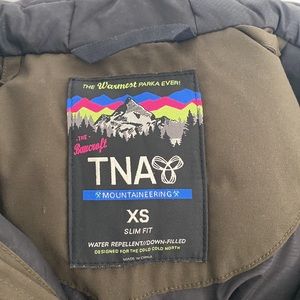 THE Warmest PARKA EVER!
-THE-
Bancroft
TNA
MOUNTAINEERING
XS
SLIM FIT
WATER REPELLENT//DOWN-FILLED
DESIGNED FOR THE COLD COLD NORTH
MADE IN CHINA